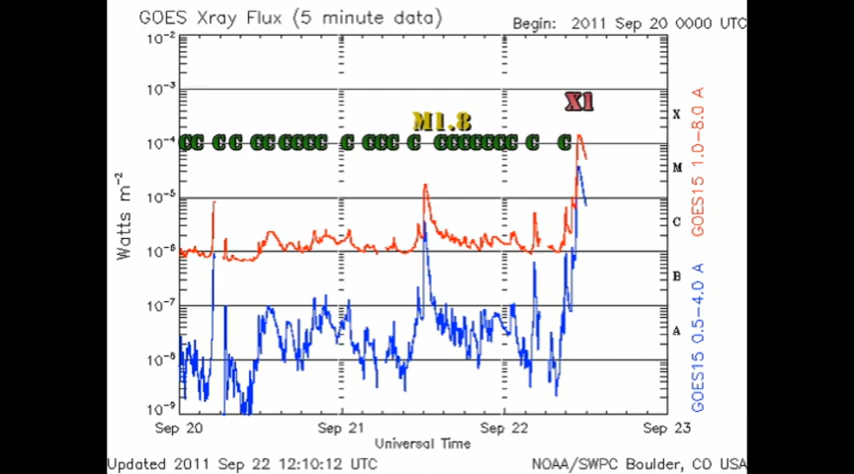 GOES Xray Flux (5 minute data)
Begin: 2011 Sep 20 0000 UTC
10-2
10-3
10-4
10-5
10-6
10-7
10-8
10-9
Watts m-2
X1
M1.8
CC C C CC CCCC C CCC C CCCCCCC C C
X
M
C
B
A
GOES15 1.0-8.0 A
GOES15 0.5-4.0 A
Sep 20
Sep 21
Sep 22
Sep 23
Universal Time
Updated 2011 Sep 22 12:10:12 UTC
NOAA/SWPC Boulder, CO USA